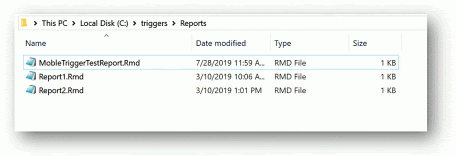 This PC > Local Disk (C:) > triggers > Reports
Name Date modified Type Size
MobleTriggerTestReport.Rmd 7/28/2019 11:59 A... RMD File 1 KB
Report1.Rmd 3/10/2019 10:06 A... RMD File 1 KB
Report2.Rmd 3/10/2019 1:01 PM RMD File 1 KB